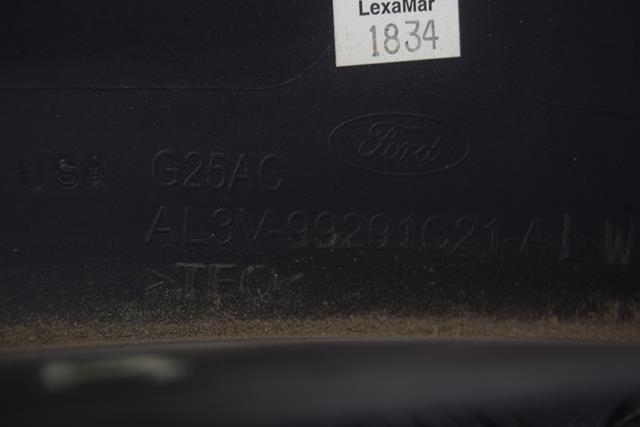 LexaMar
1834
Ford
USA G25AC
AL3V-99291C21-A W
>TEO<